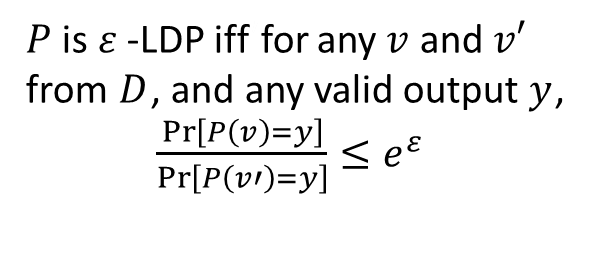 P is ε -LDP iff for any v and v′
from D, and any valid output y,
Pr[P(v)=y]
Pr[P(v′)=y]
≤ e^ε